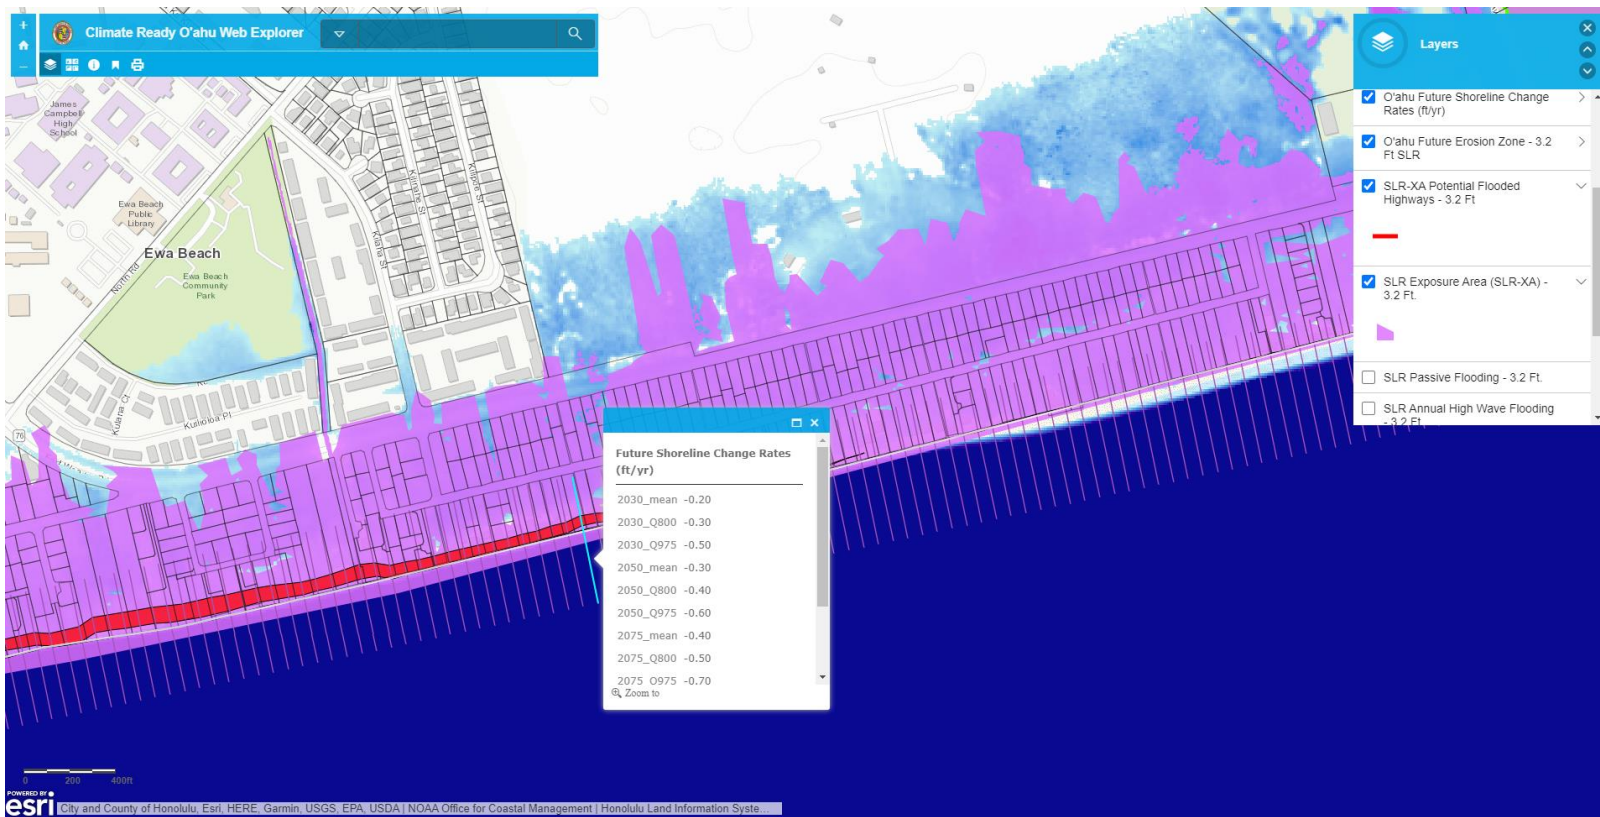 Climate Ready O'ahu Web Explorer
Layers
O'ahu Future Shoreline Change
Rates (ft/yr)
O'ahu Future Erosion Zone - 3.2
Ft SLR
SLR-XA Potential Flooded
Highways - 3.2 Ft
SLR Exposure Area (SLR-XA) -
3.2 Ft.
SLR Passive Flooding - 3.2 Ft.
SLR Annual High Wave Flooding
- 3.2 Ft.
James
Campbell
High
School
Ewa Beach
Public
Library
Ewa Beach
Ewa Beach
Community
Park
North Rd
Kilaha St
Kilipoe St
Kulana Ct
Kuhioloa Pl
76
Future Shoreline Change Rates
(ft/yr)
2030_mean -0.20
2030_Q800 -0.30
2030_Q975 -0.50
2050_mean -0.30
2050_Q800 -0.40
2050_Q975 -0.60
2075_mean -0.40
2075_Q800 -0.50
2075_Q975 -0.70
Zoom to
0 200 400ft
POWERED BY
esri
City and County of Honolulu, Esri, HERE, Garmin, USGS, EPA, USDA | NOAA Office for Coastal Management | Honolulu Land Information Syste...